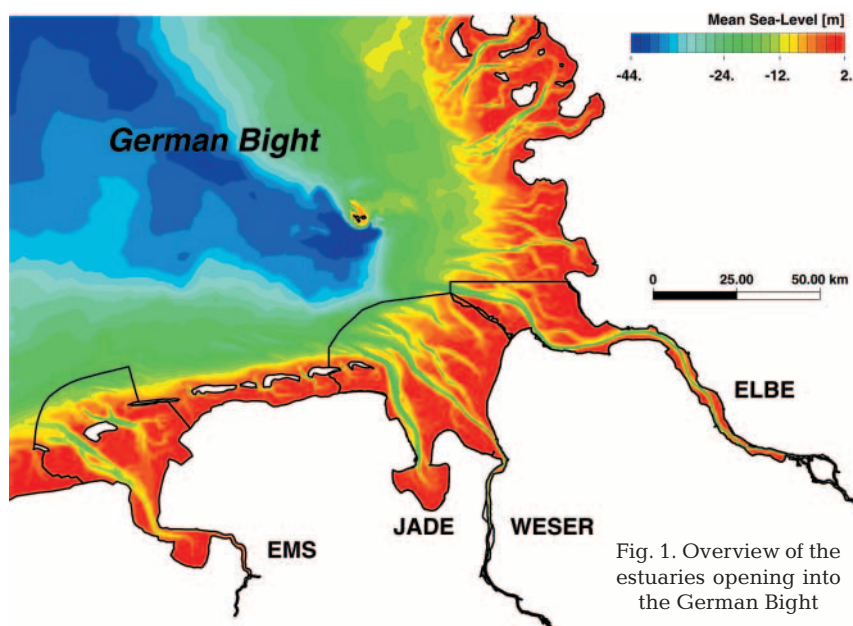 Mean Sea-Level [m]
-44. -24. -12. 2.
German Bight
0 25.00 50.00 km
ELBE
JADE WESER
EMS
Fig. 1. Overview of the
estuaries opening into
the German Bight